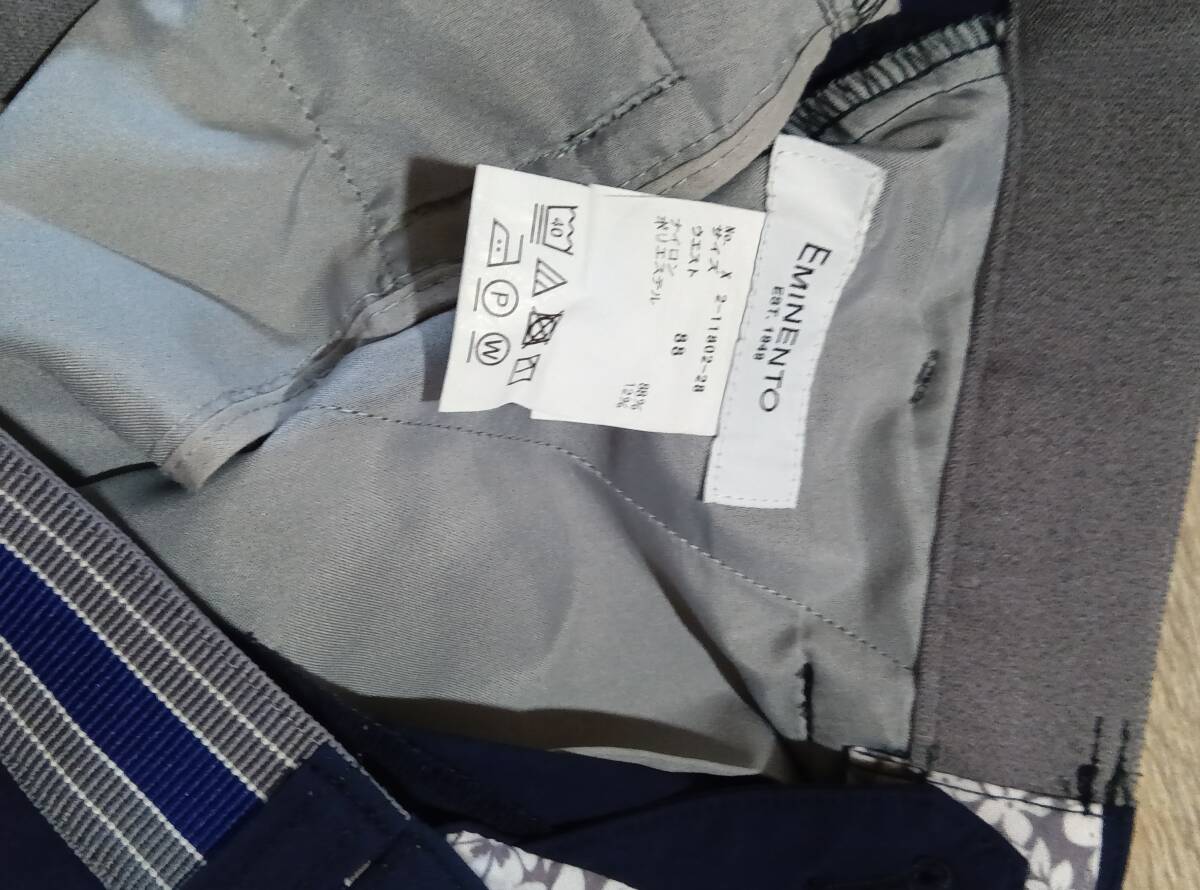 EMINENTO
EST. 1848
No. X 2-11802-28
サイズ
ウエスト 88
ナイロン 88%
ポリエステル 12%
40
P
W